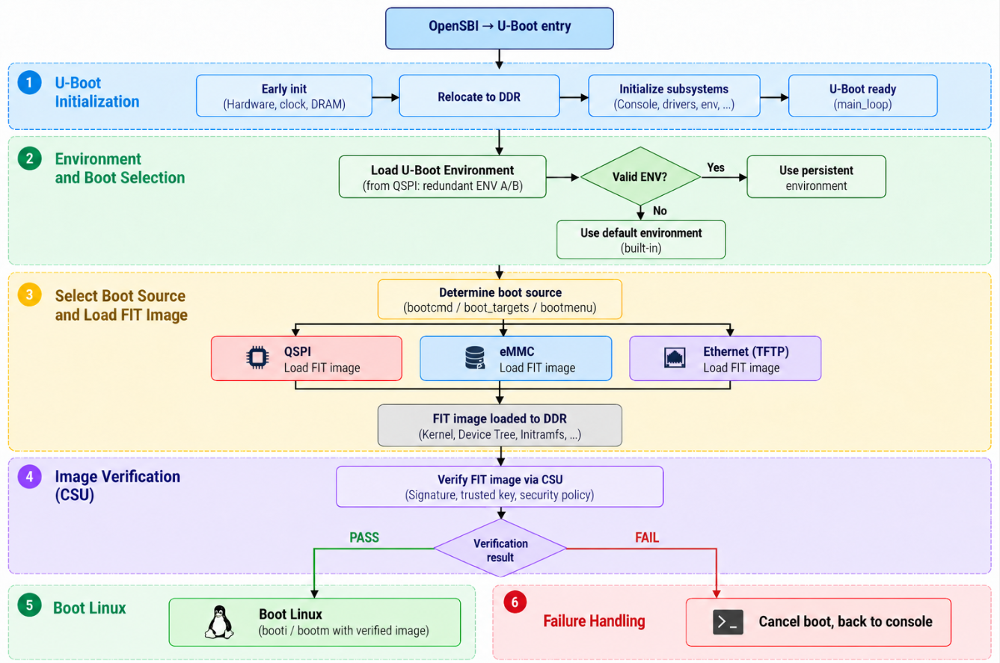 OpenSBI → U-Boot entry
1
U-Boot
Initialization
Early init
(Hardware, clock, DRAM)
Relocate to DDR
Initialize subsystems
(Console, drivers, env, ...)
U-Boot ready
(main_loop)
2
Environment
and Boot Selection
Load U-Boot Environment
(from QSPI: redundant ENV A/B)
Valid ENV?
Yes
Use persistent
environment
No
Use default environment
(built-in)
3
Select Boot Source
and Load FIT Image
Determine boot source
(bootcmd / boot_targets / bootmenu)
QSPI
Load FIT image
eMMC
Load FIT image
Ethernet (TFTP)
Load FIT image
FIT image loaded to DDR
(Kernel, Device Tree, Initramfs, ...)
4
Image Verification
(CSU)
Verify FIT image via CSU
(Signature, trusted key, security policy)
Verification
result
PASS
FAIL
5
Boot Linux
Boot Linux
(booti / bootm with verified image)
6
Failure Handling
Cancel boot, back to console